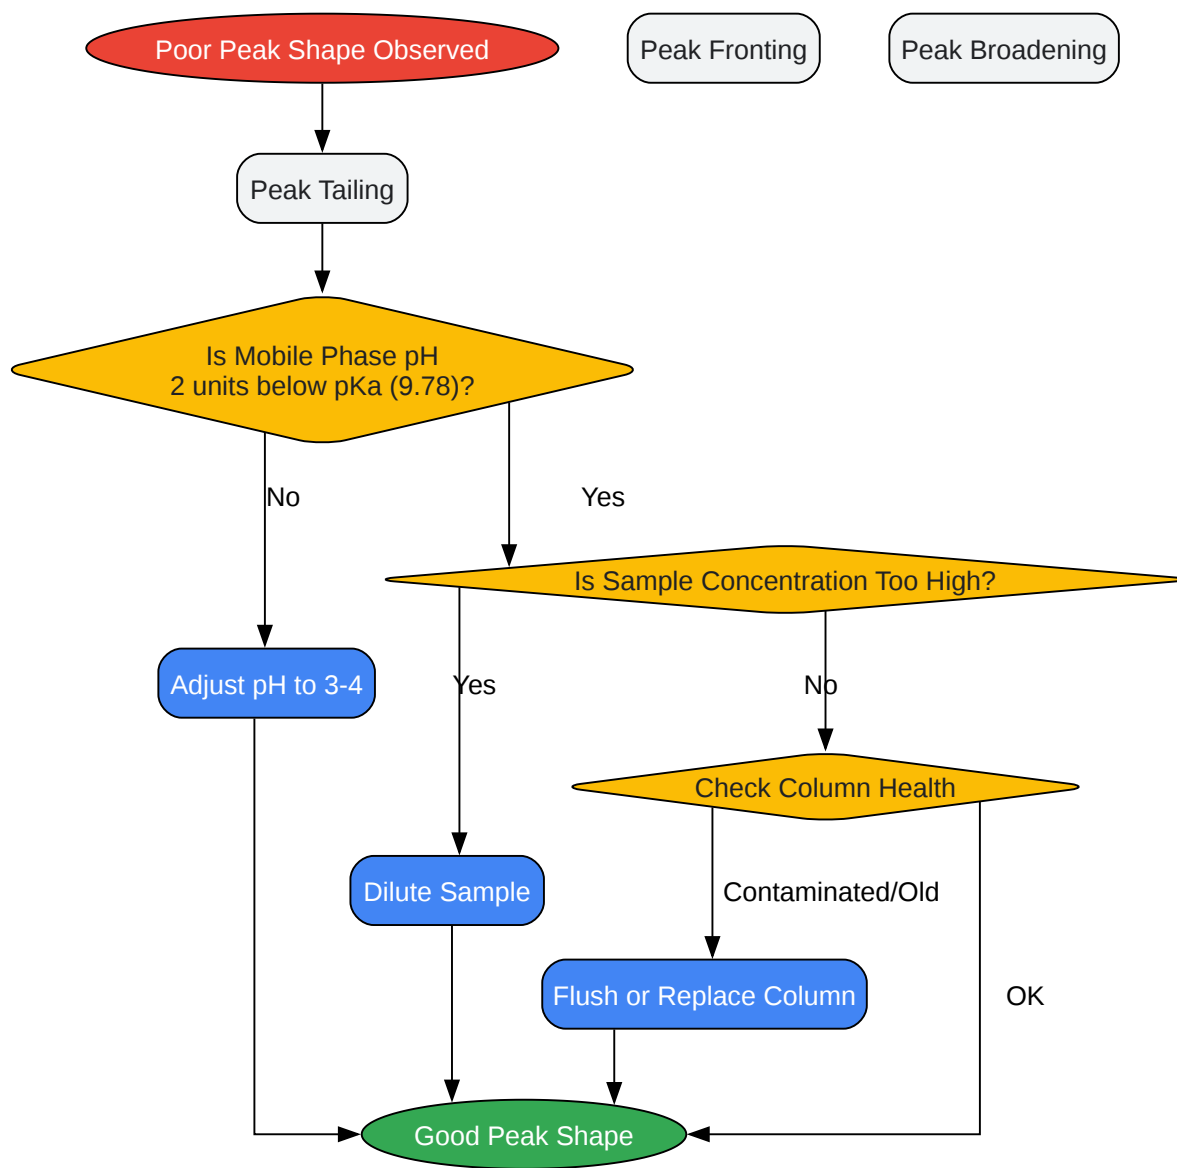 Poor Peak Shape Observed
Peak Fronting
Peak Broadening
Peak Tailing
Is Mobile Phase pH
2 units below pKa (9.78)?
No
Yes
Is Sample Concentration Too High?
Adjust pH to 3-4
Yes
No
Check Column Health
Dilute Sample
Contaminated/Old
Flush or Replace Column
OK
Good Peak Shape